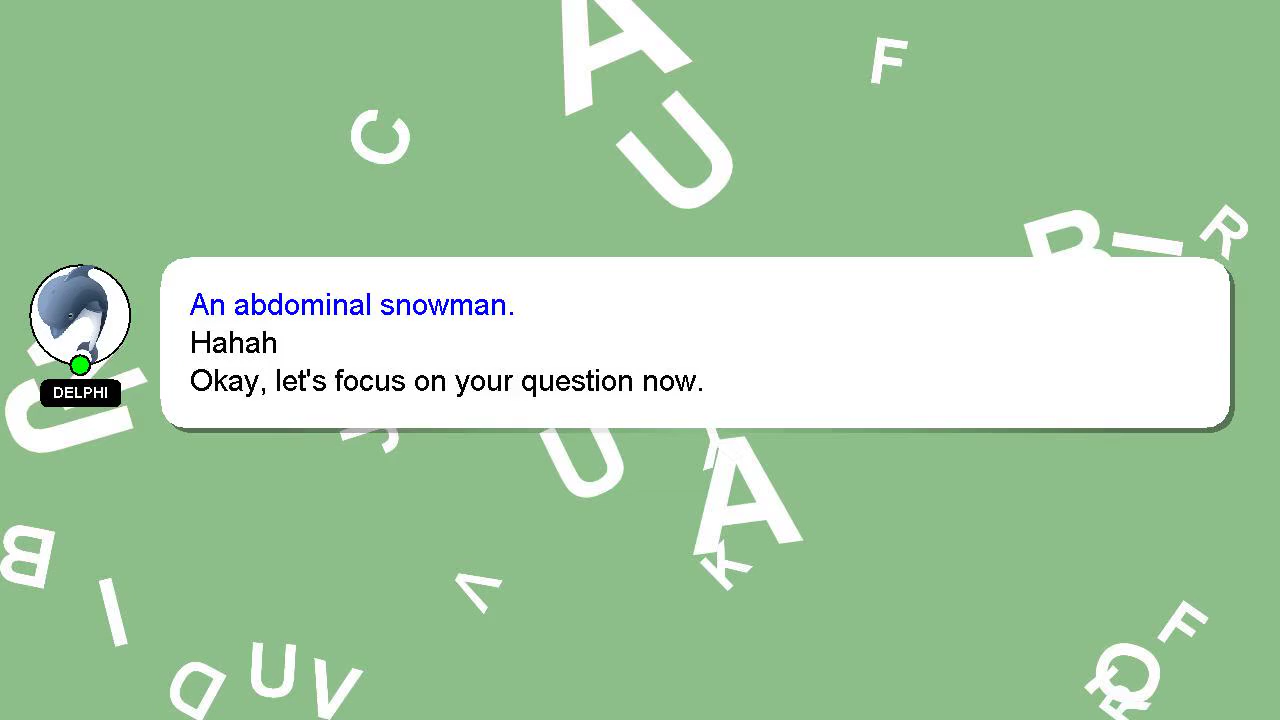 A
F
C
U
R
B I
An abdominal snowman.
Hahah
Okay, let's focus on your question now.
DELPHI
U
J
U
A
K
B
V
I
F
D
U
V
Q